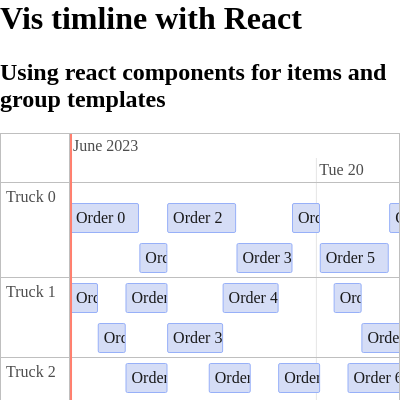 Vis timline with React
Using react components for items and
group templates
June 2023
Tue 20
Truck 0
Order 0
Order 2
Ord
O
Ord
Order 3
Order 5
Truck 1
Ord
Order
Order 4
Ord
Ord
Order 3
Orde
Truck 2
Order
Order
Order
Order 6